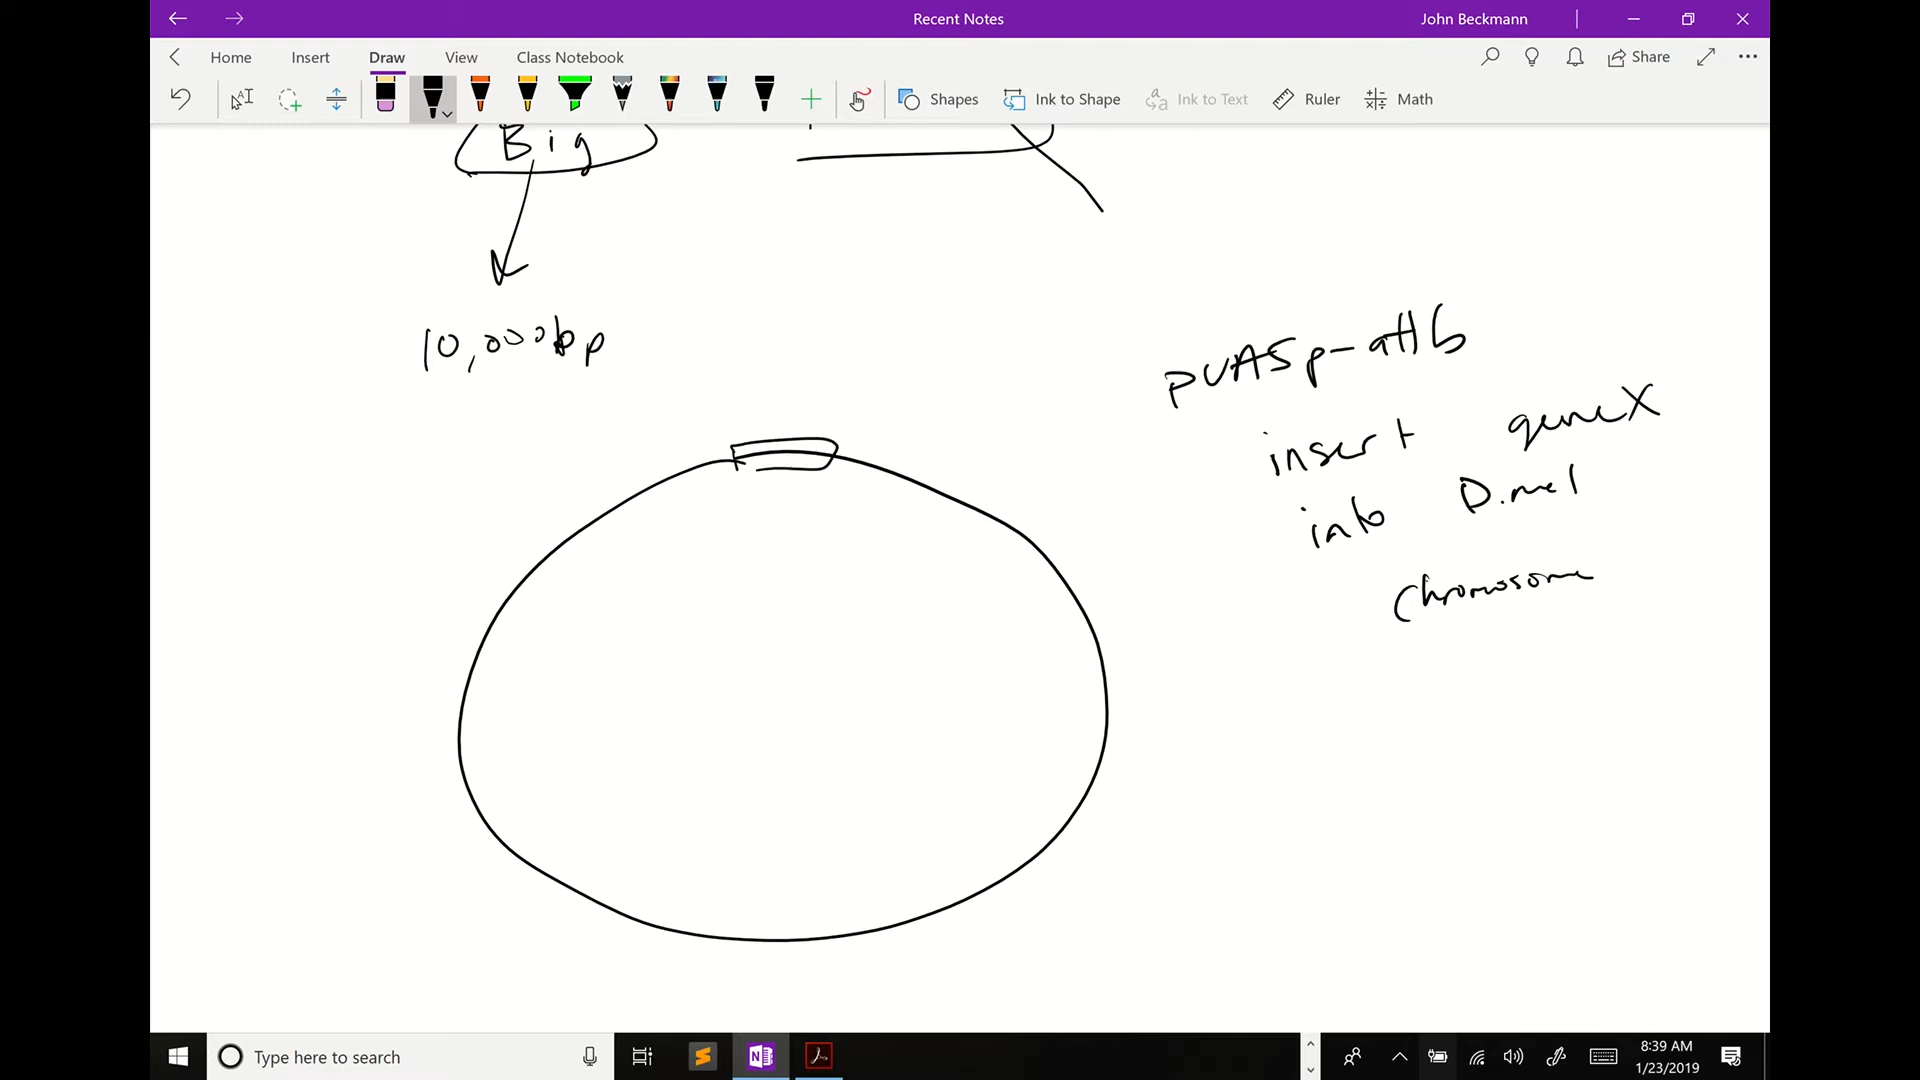 Recent Notes
John Beckmann
Home Insert Draw View Class Notebook
Share
Shapes Ink to Shape Ink to Text Ruler Math
Big
10,000bp
pUASp-attB
insert geneX
into D.mel
chromosome
Type here to search
8:39 AM
1/23/2019